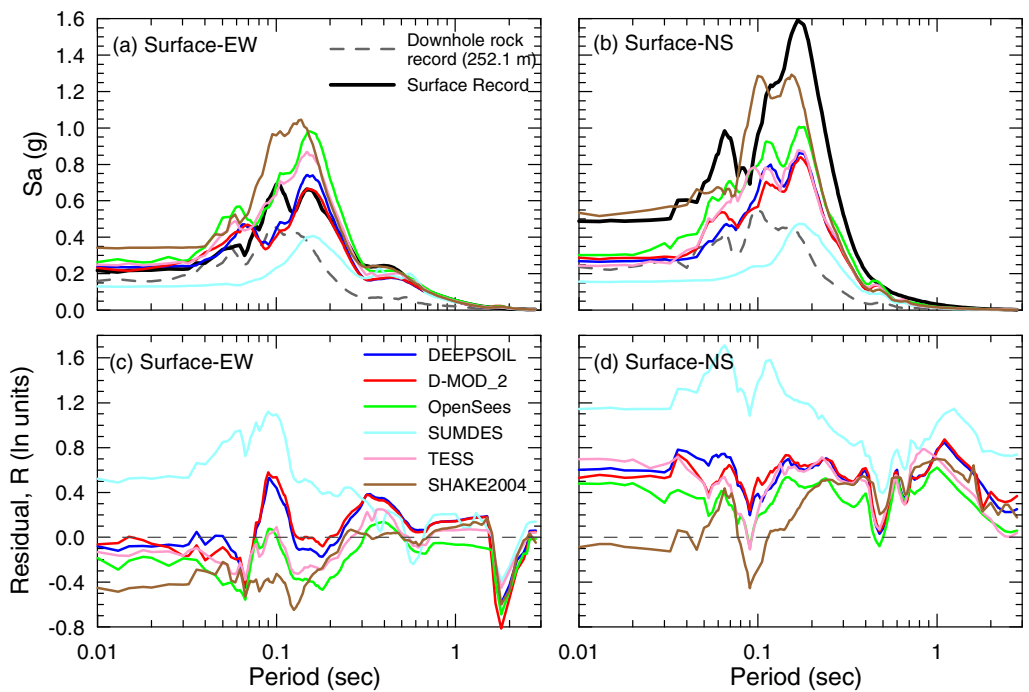 (a) Surface-EW
Downhole rock
record (252.1 m)
Surface Record
(b) Surface-NS
1.6
1.4
1.2
1.0
0.8
0.6
0.4
0.2
0.0
Sa (g)
(c) Surface-EW
DEEPSOIL
D-MOD_2
OpenSees
SUMDES
TESS
SHAKE2004
(d) Surface-NS
1.6
1.2
0.8
0.4
0.0
-0.4
-0.8
Residual, R (ln units)
0.01
0.1
1
0.01
0.1
1
Period (sec)
Period (sec)